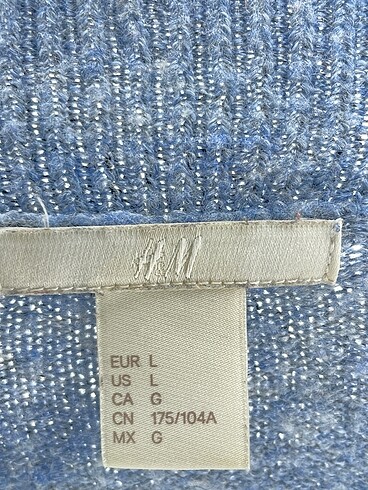 H&M
EUR L
US L
CA G
CN 175/104A
MX G